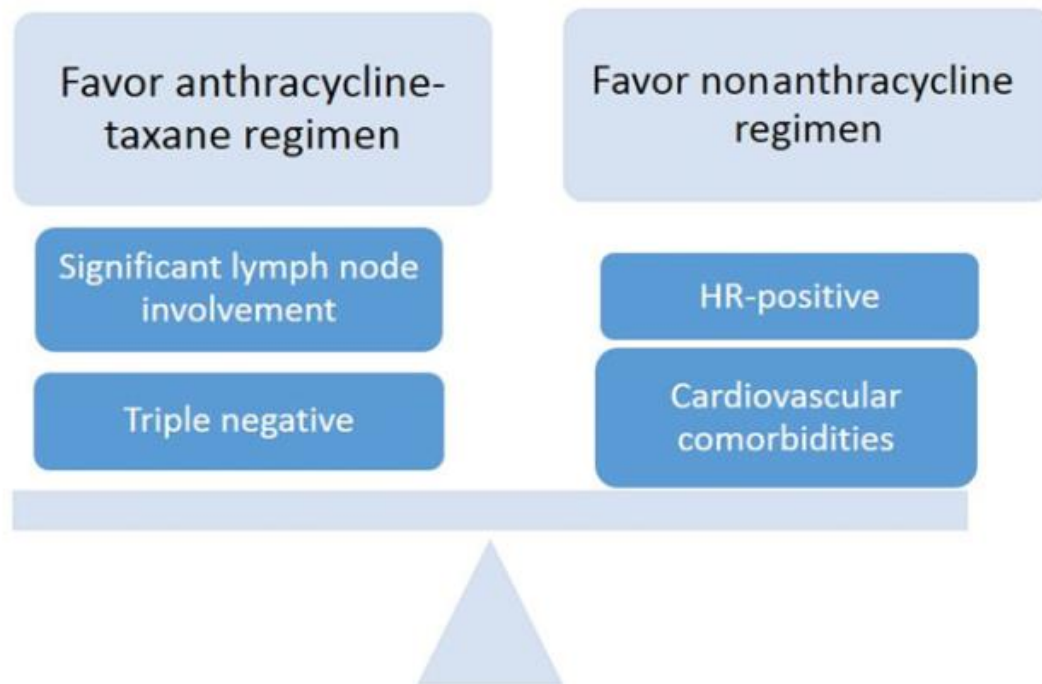 Favor anthracycline-
taxane regimen
Favor nonanthracycline
regimen
Significant lymph node
involvement
Triple negative
HR-positive
Cardiovascular
comorbidities